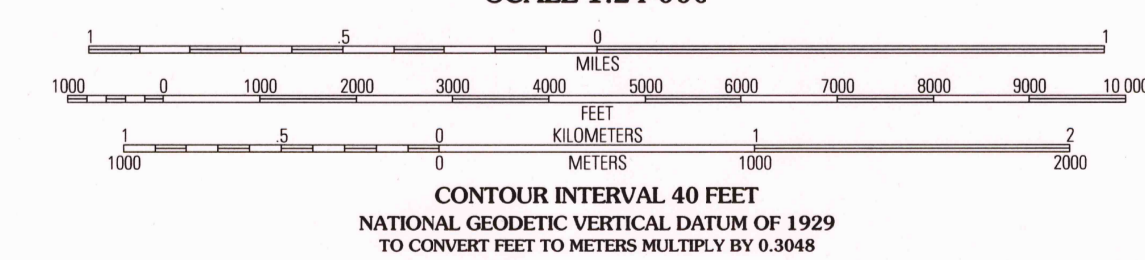 SCALE 1:24 000
1 .5 0 1
MILES
1000 0 1000 2000 3000 4000 5000 6000 7000 8000 9000 10 000
FEET
1 .5 0 KILOMETERS 1 2
1000 0 METERS 1000 2000
CONTOUR INTERVAL 40 FEET
NATIONAL GEODETIC VERTICAL DATUM OF 1929
TO CONVERT FEET TO METERS MULTIPLY BY 0.3048